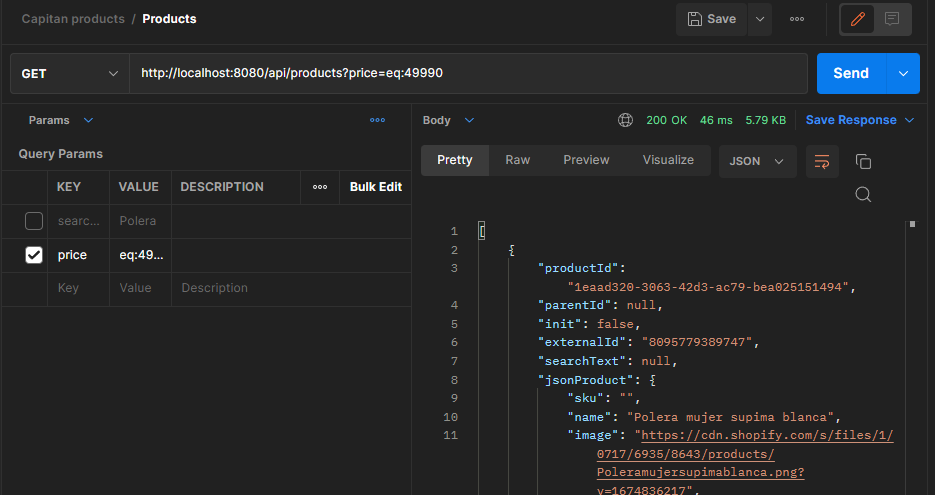 Capitan products / Products
Save
GET
http://localhost:8080/api/products?price=eq:49990
Send
Params
Query Params
KEY VALUE DESCRIPTION Bulk Edit
searc... Polera
price eq:49...
Key Value Description
Body 200 OK 46 ms 5.79 KB Save Response
Pretty Raw Preview Visualize JSON
1 [
2 {
3 "productId":
"1eaad320-3063-42d3-ac79-bea025151494",
4 "parentId": null,
5 "init": false,
6 "externalId": "8095779389747",
7 "searchText": null,
8 "jsonProduct": {
9 "sku": "",
10 "name": "Polera mujer supima blanca",
11 "image": "https://cdn.shopify.com/s/files/1/
0717/6935/8643/products/
Poleramujersupimablanca.png?
v=1674836217",